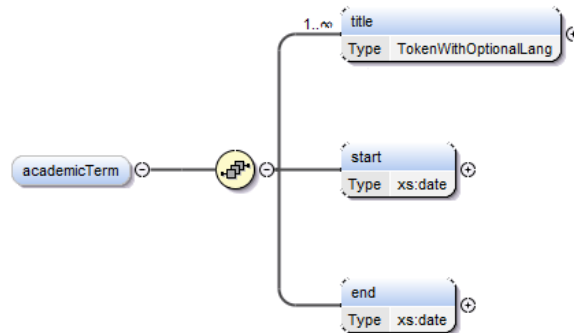 1..∞
title
Type TokenWithOptionalLang
academicTerm
start
Type xs:date
end
Type xs:date